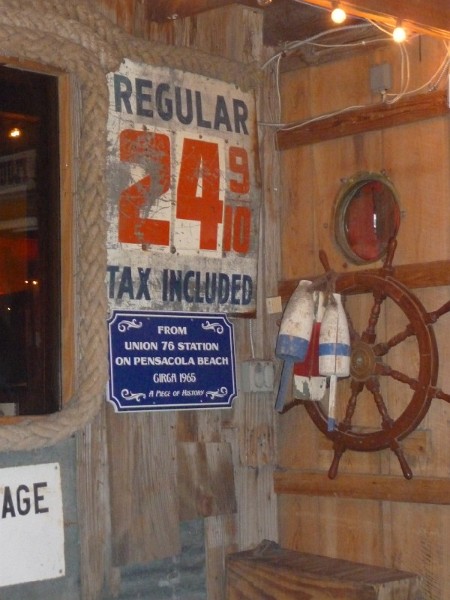 REGULAR
24 9/10
TAX INCLUDED
FROM
UNION 76 STATION
ON PENSACOLA BEACH
CIRCA 1965
A PIECE OF HISTORY
AGE